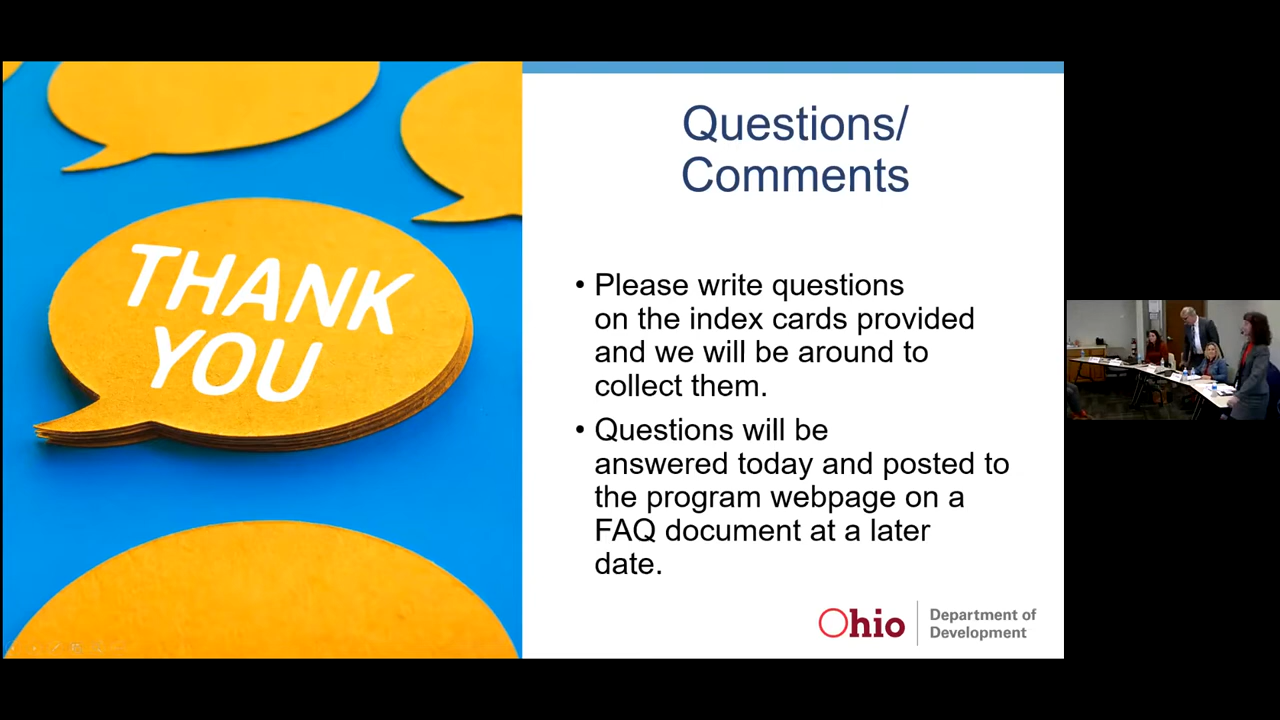 THANK
YOU
Questions/
Comments
• Please write questions
on the index cards provided
and we will be around to
collect them.
• Questions will be
answered today and posted to
the program webpage on a
FAQ document at a later
date.
Ohio
Department of
Development